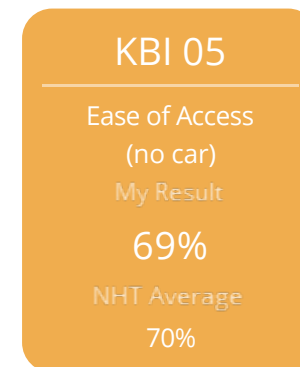 KBI 05
Ease of Access
(no car)
My Result
69%
NHT Average
70%